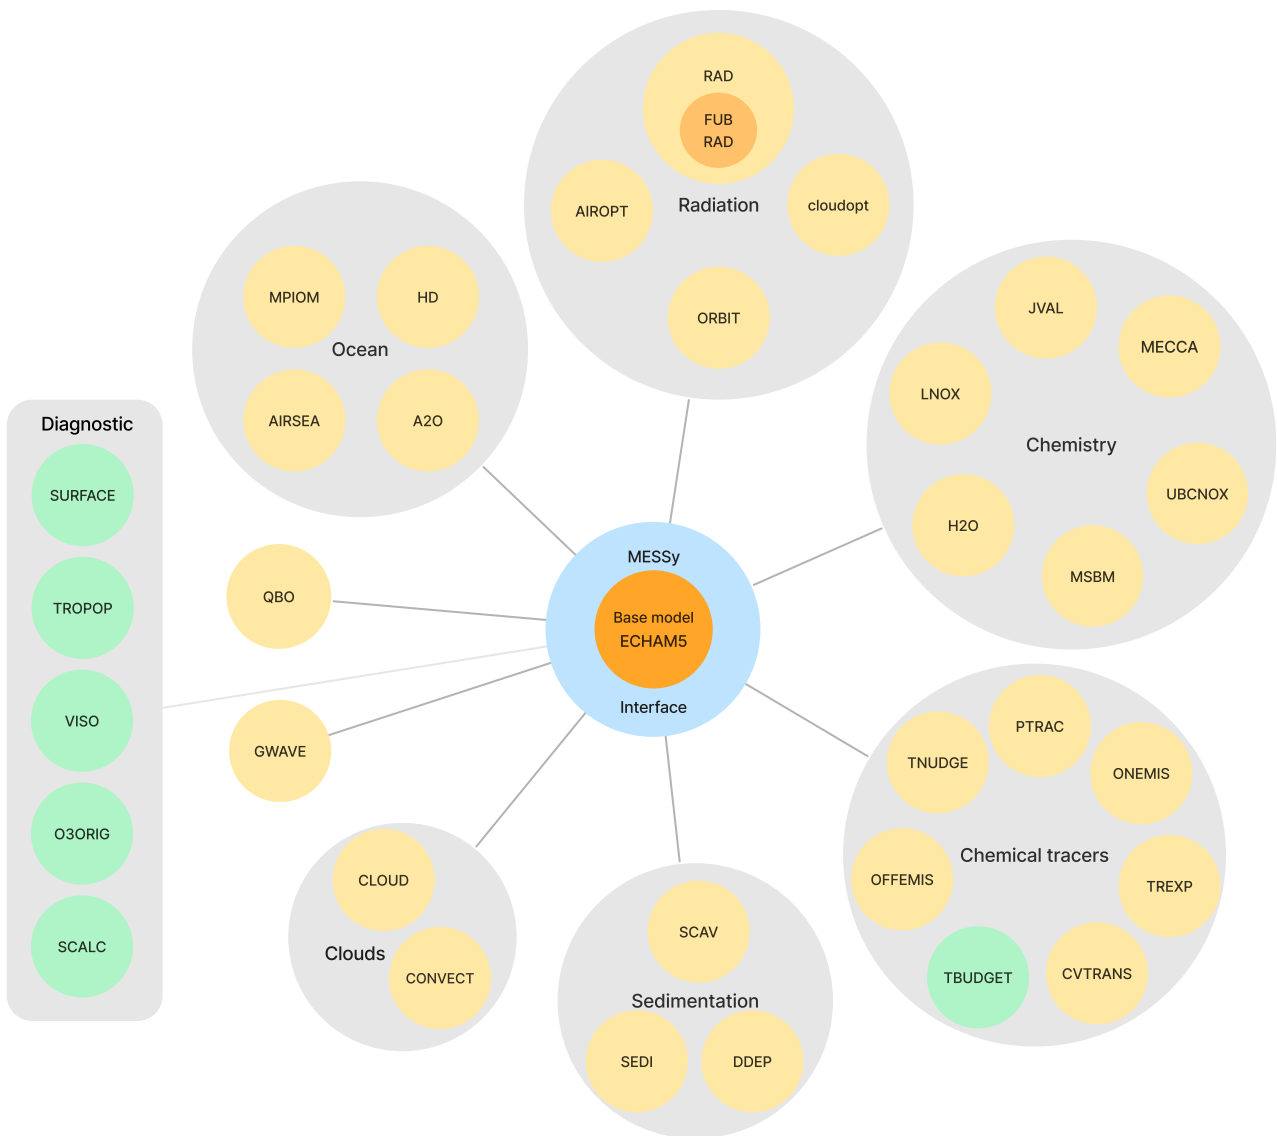 RAD
FUB
RAD
AIROPT
Radiation
cloudopt
ORBIT
MPIOM
HD
Ocean
AIRSEA
A2O
JVAL
MECCA
LNOX
Chemistry
UBCNOX
H2O
MSBM
Diagnostic
SURFACE
TROPOP
VISO
O3ORIG
SCALC
QBO
GWAVE
MESSy
Base model
ECHAM5
Interface
PTRAC
TNUDGE
ONEMIS
Chemical tracers
OFFEMIS
TREXP
TBUDGET
CVTRANS
CLOUD
Clouds
CONVECT
SCAV
Sedimentation
SEDI
DDEP